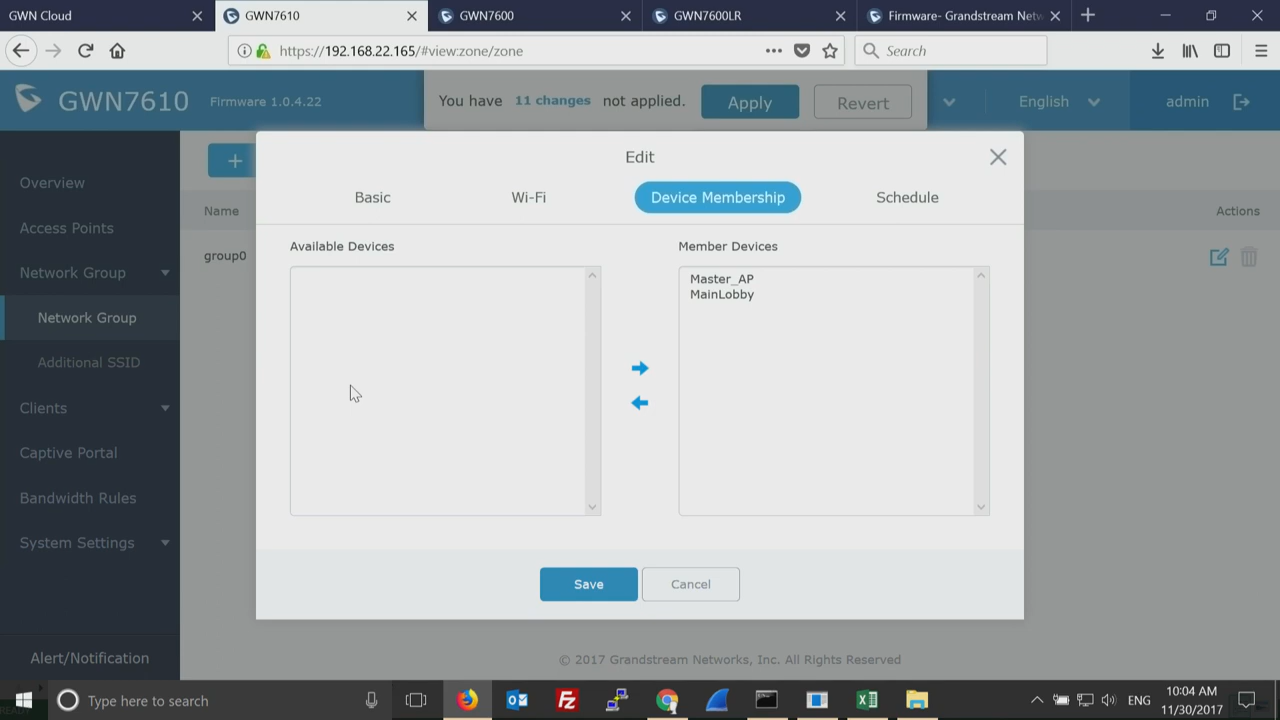 GWN Cloud
GWN7610
GWN7600
GWN7600LR
Firmware- Grandstream Netw
https://192.168.22.165/#view:zone/zone
Search
GWN7610 Firmware 1.0.4.22
You have 11 changes not applied. Apply Revert
English
admin
Edit
Basic Wi-Fi Device Membership Schedule
Overview
Access Points
Network Group
Network Group
Additional SSID
Clients
Captive Portal
Bandwidth Rules
System Settings
Alert/Notification
Name
Actions
group0
Available Devices
Member Devices
Master_AP
MainLobby
Save Cancel
© 2017 Grandstream Networks, Inc. All Rights Reserved
Type here to search
ENG
10:04 AM
11/30/2017